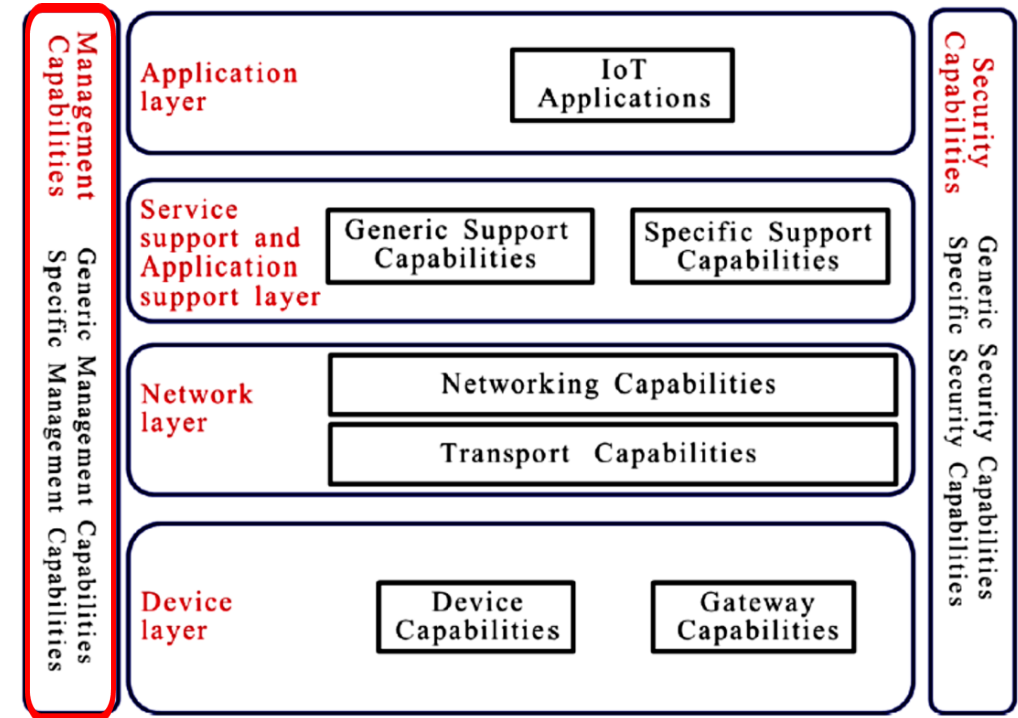 Management
Capabilities
Generic Management Capabilities
Specific Management Capabilities
Application
layer
IoT
Applications
Service
support and
Application
support layer
Generic Support
Capabilities
Specific Support
Capabilities
Network
layer
Networking Capabilities
Transport Capabilities
Device
layer
Device
Capabilities
Gateway
Capabilities
Security
Capabilities
Generic Security Capabilities
Specific Security Capabilities